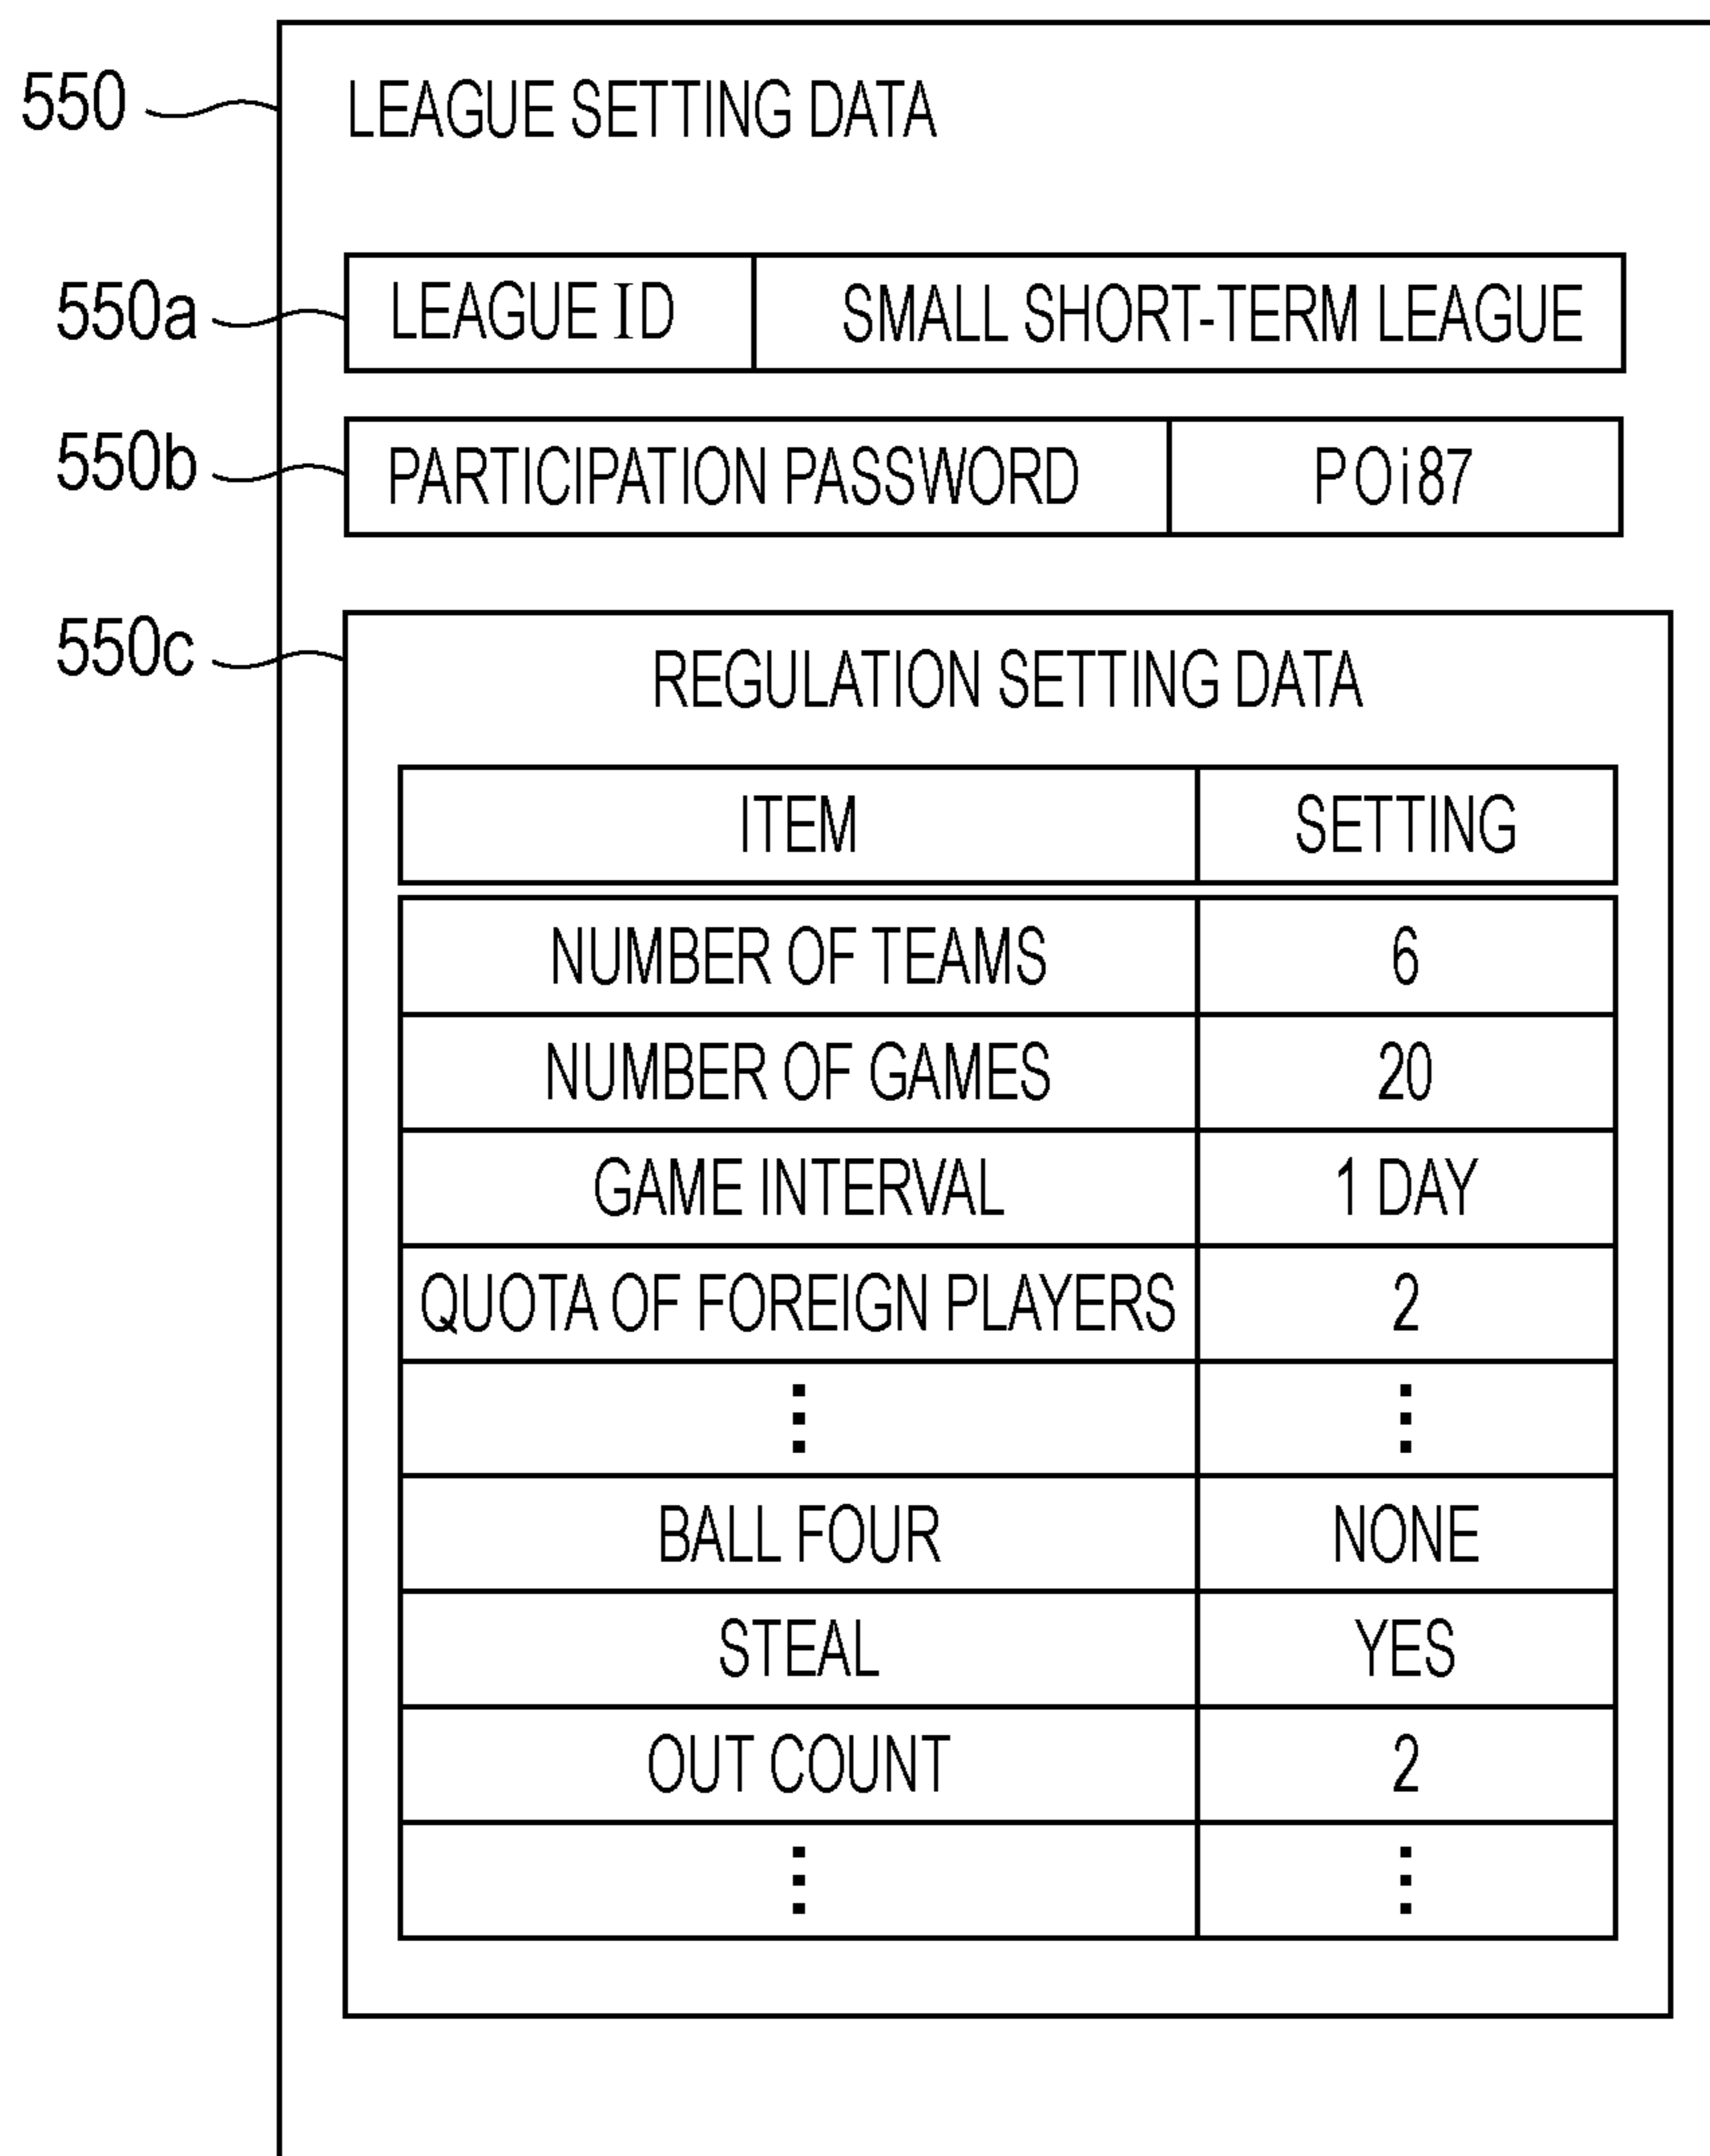 550 LEAGUE SETTING DATA
550a LEAGUE ID SMALL SHORT-TERM LEAGUE
550b PARTICIPATION PASSWORD POi87
550c REGULATION SETTING DATA
ITEM SETTING
NUMBER OF TEAMS 6
NUMBER OF GAMES 20
GAME INTERVAL 1 DAY
QUOTA OF FOREIGN PLAYERS 2
⋮ ⋮
BALL FOUR NONE
STEAL YES
OUT COUNT 2
⋮ ⋮